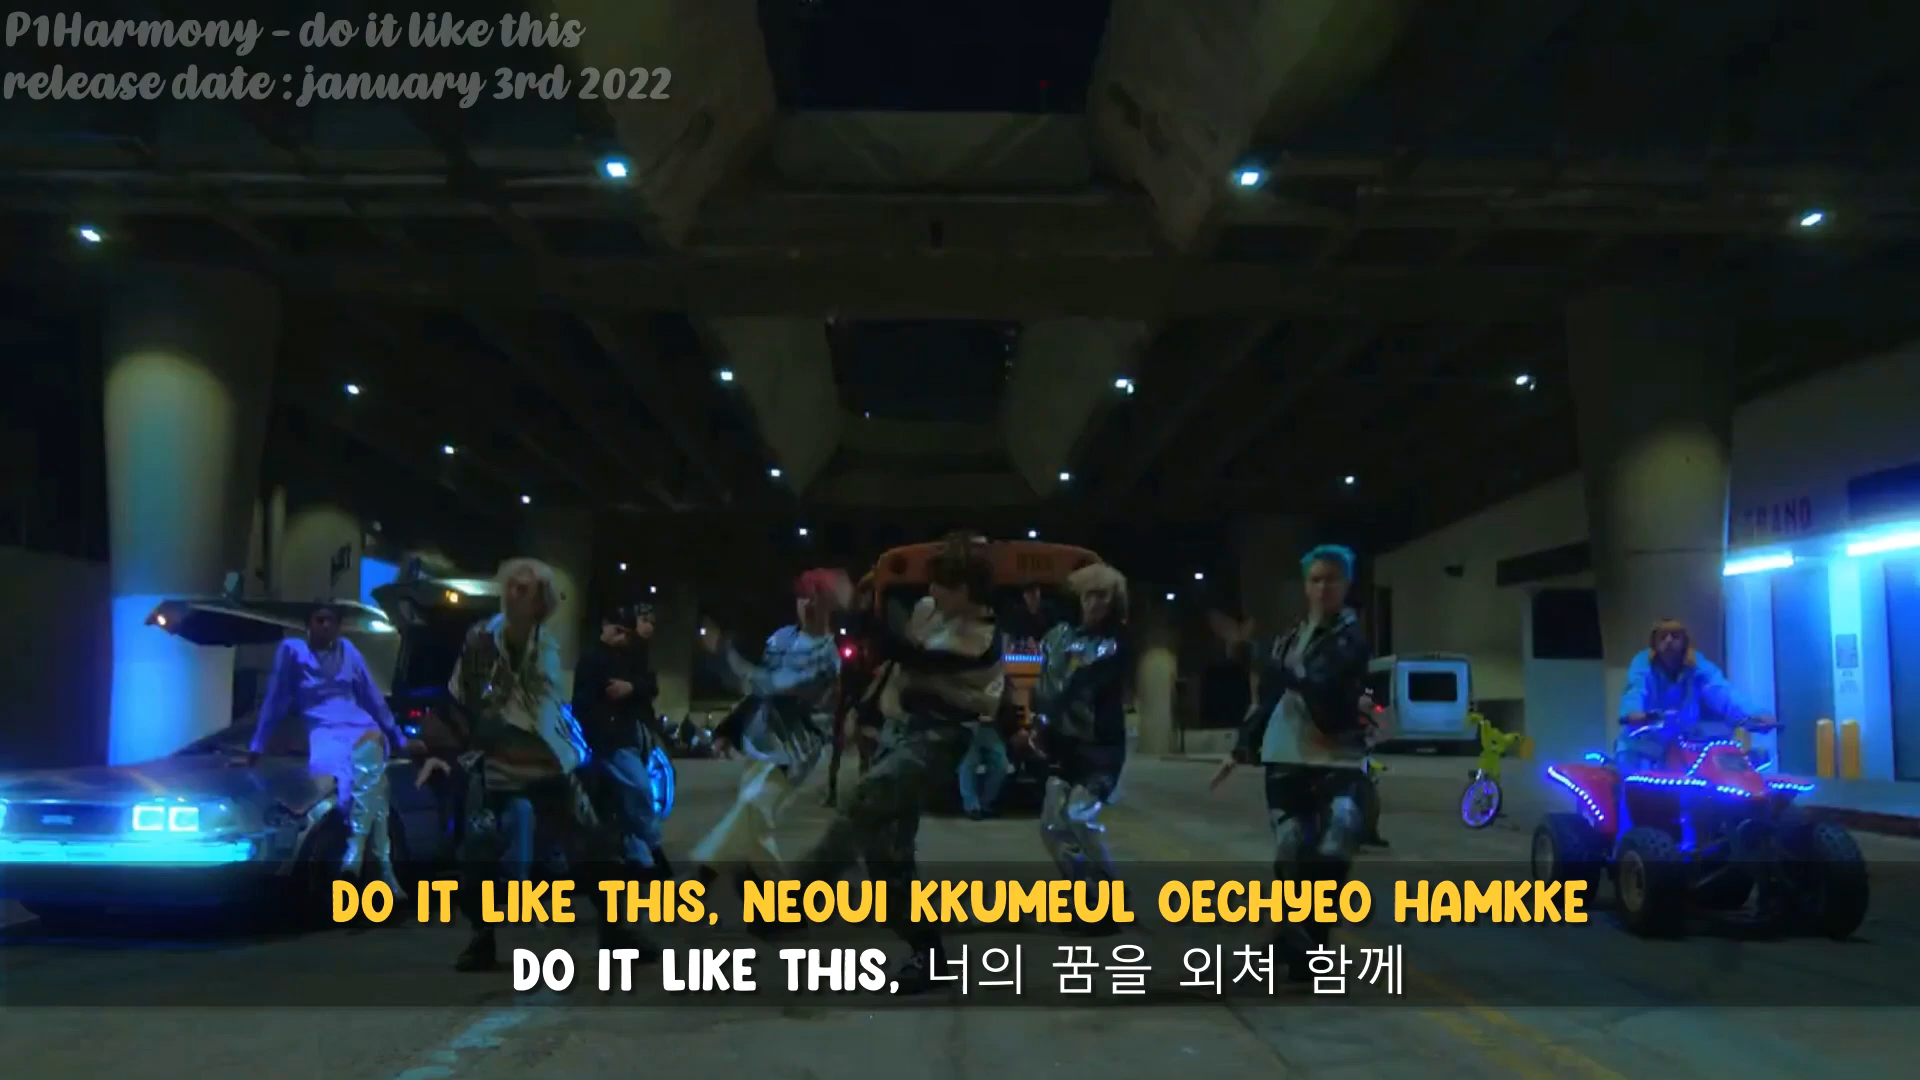 P1Harmony - do it like this
release date : january 3rd 2022
DO IT LIKE THIS, NEOUI KKUMEUL OECHYEO HAMKKE
DO IT LIKE THIS, 너의 꿈을 외쳐 함께